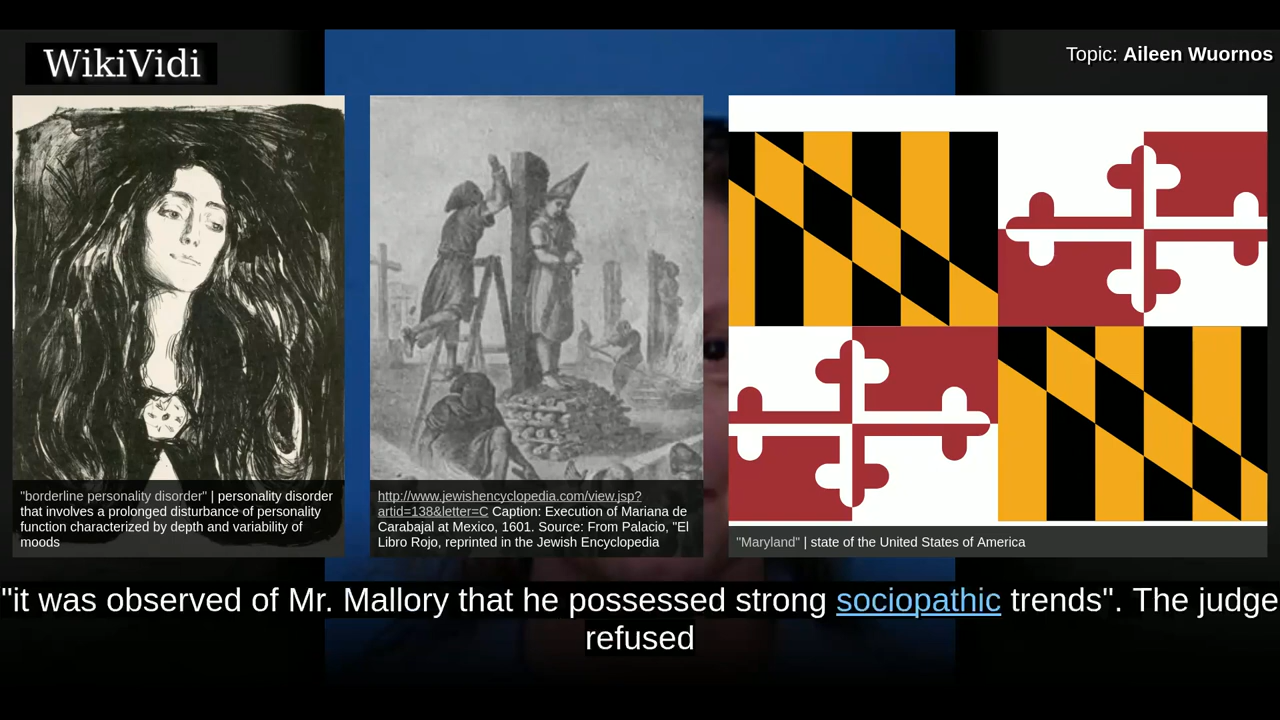 WikiVidi
Topic: Aileen Wuornos
"borderline personality disorder" | personality disorder
that involves a prolonged disturbance of personality
function characterized by depth and variability of
moods
http://www.jewishencyclopedia.com/view.jsp?
artid=138&letter=C Caption: Execution of Mariana de
Carabajal at Mexico, 1601. Source: From Palacio, "El
Libro Rojo, reprinted in the Jewish Encyclopedia
"Maryland" | state of the United States of America
"it was observed of Mr. Mallory that he possessed strong sociopathic trends". The judge
refused